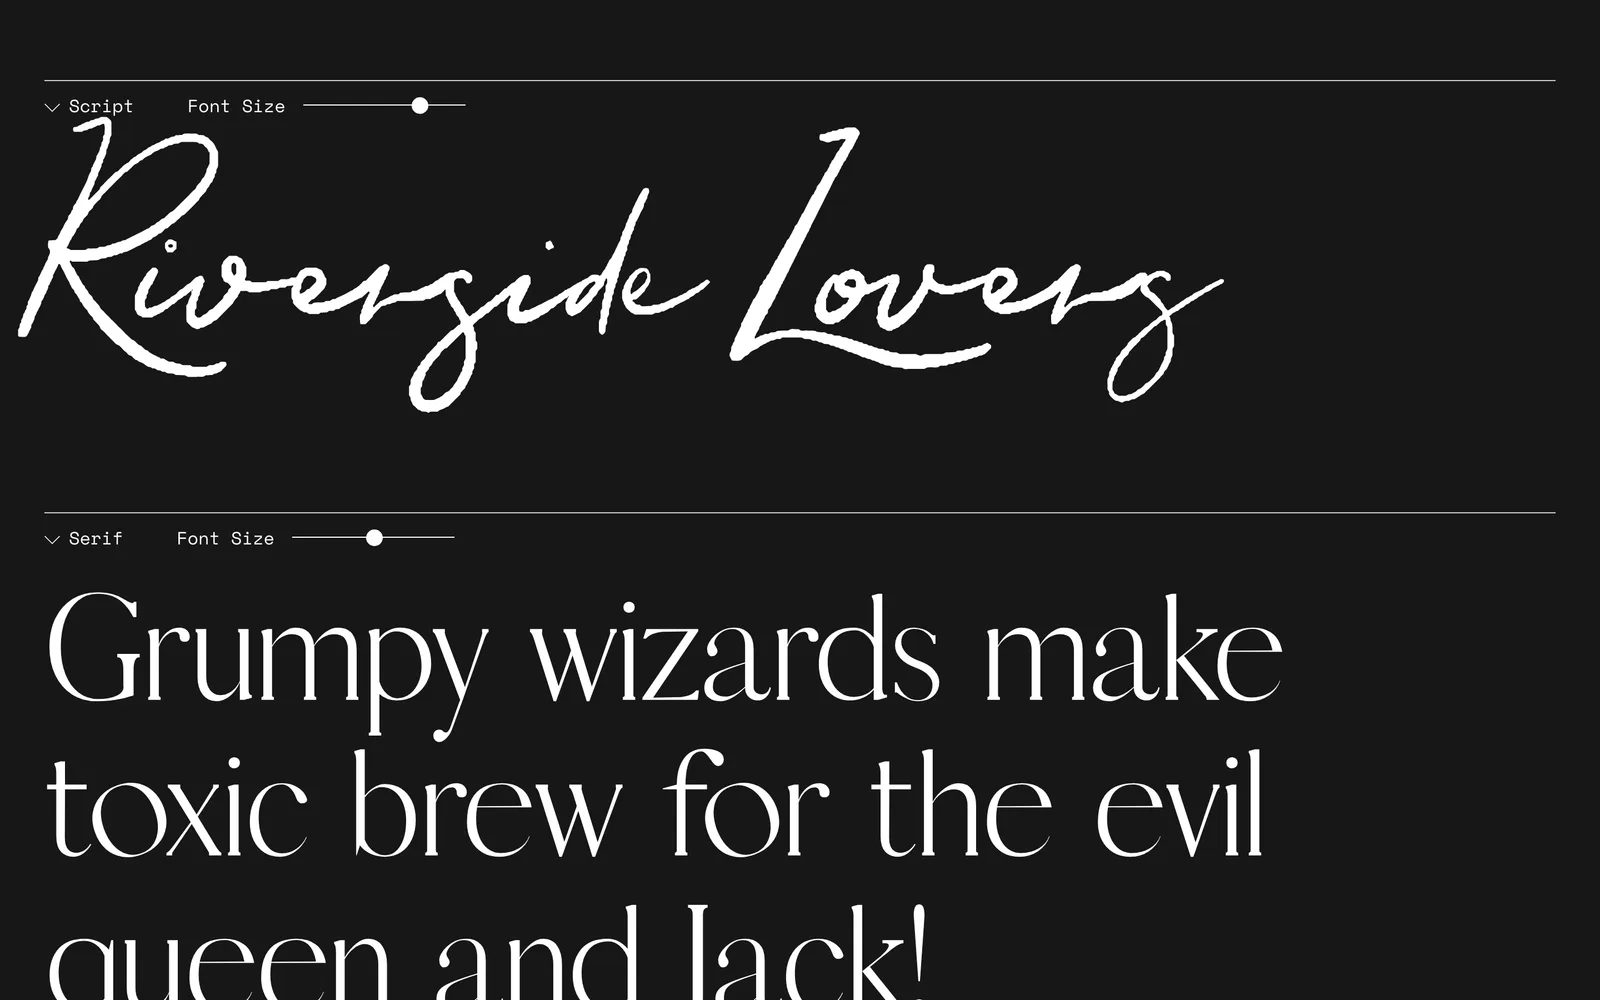 Script Font Size
Riverside Lovers
Serif Font Size
Grumpy wizards make
toxic brew for the evil
queen and Jack!